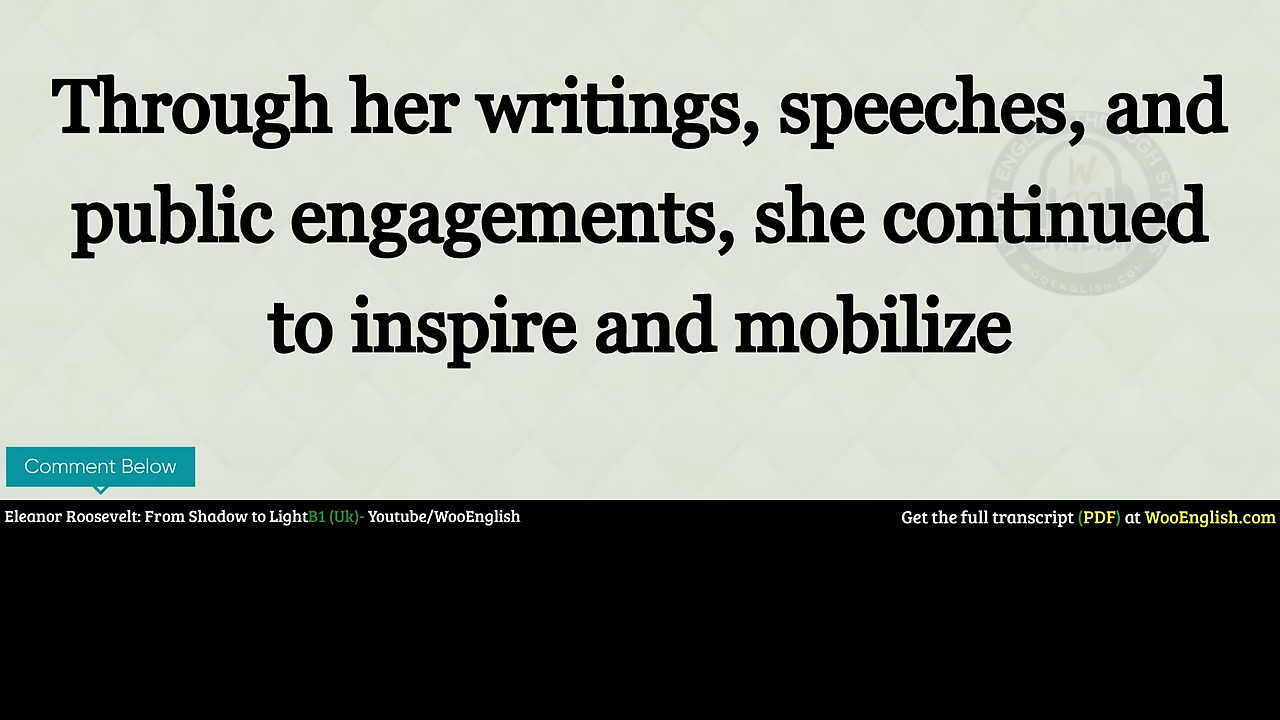 Through her writings, speeches, and
public engagements, she continued
to inspire and mobilize
Comment Below
Eleanor Roosevelt: From Shadow to LightB1 (Uk)- Youtube/WooEnglish
Get the full transcript (PDF) at WooEnglish.com